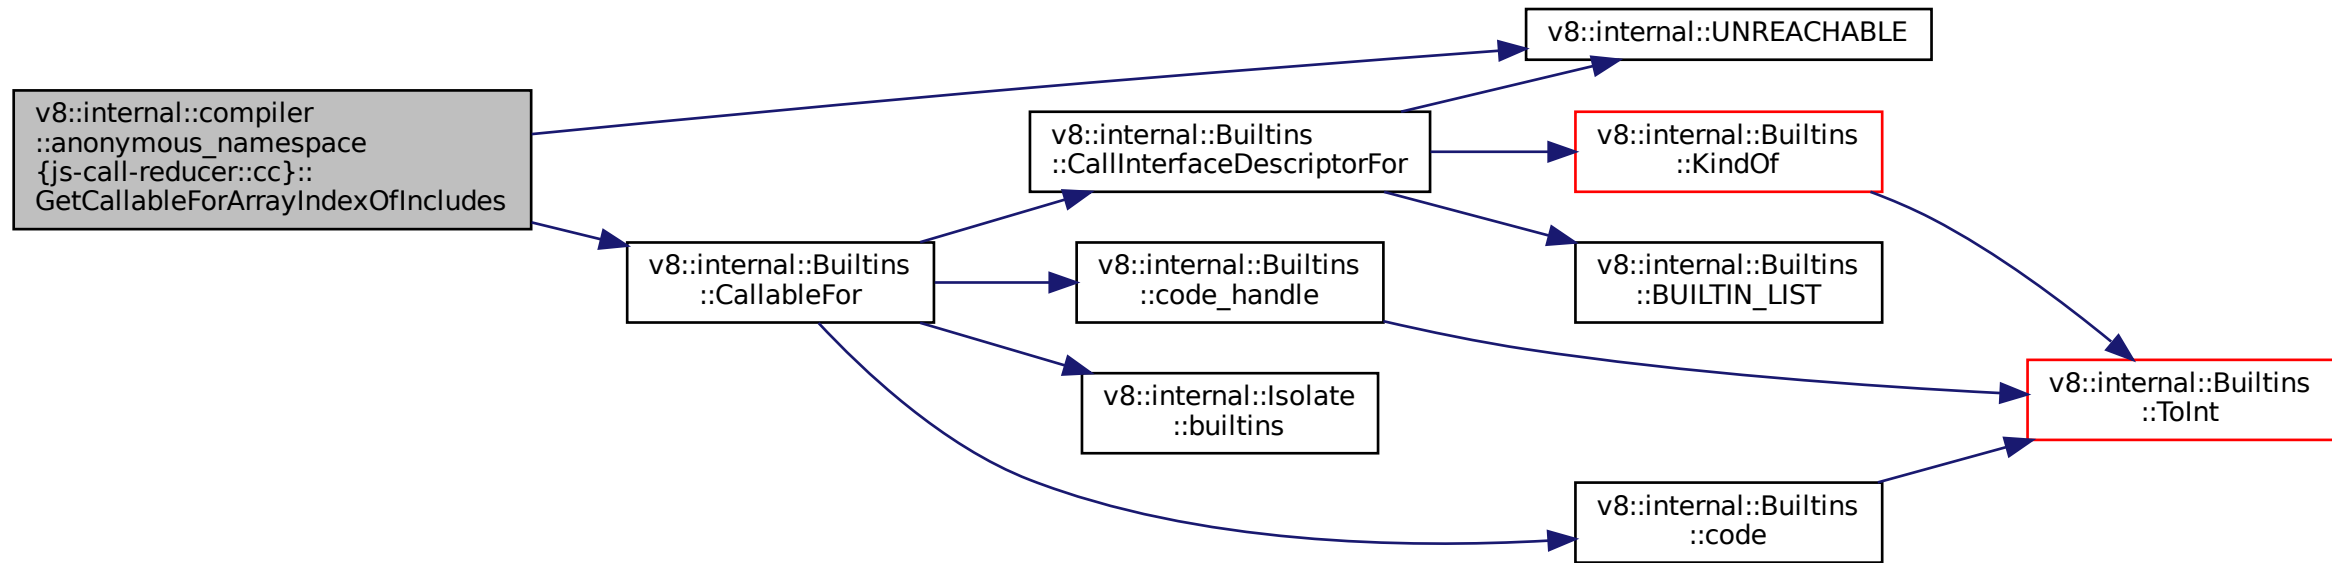 v8::internal::compiler
::anonymous_namespace
{js-call-reducer::cc}::
GetCallableForArrayIndexOfIncludes
v8::internal::UNREACHABLE
v8::internal::Builtins
::CallableFor
v8::internal::Builtins
::CallInterfaceDescriptorFor
v8::internal::Builtins
::KindOf
v8::internal::Builtins
::code_handle
v8::internal::Builtins
::BUILTIN_LIST
v8::internal::Isolate
::builtins
v8::internal::Builtins
::ToInt
v8::internal::Builtins
::code